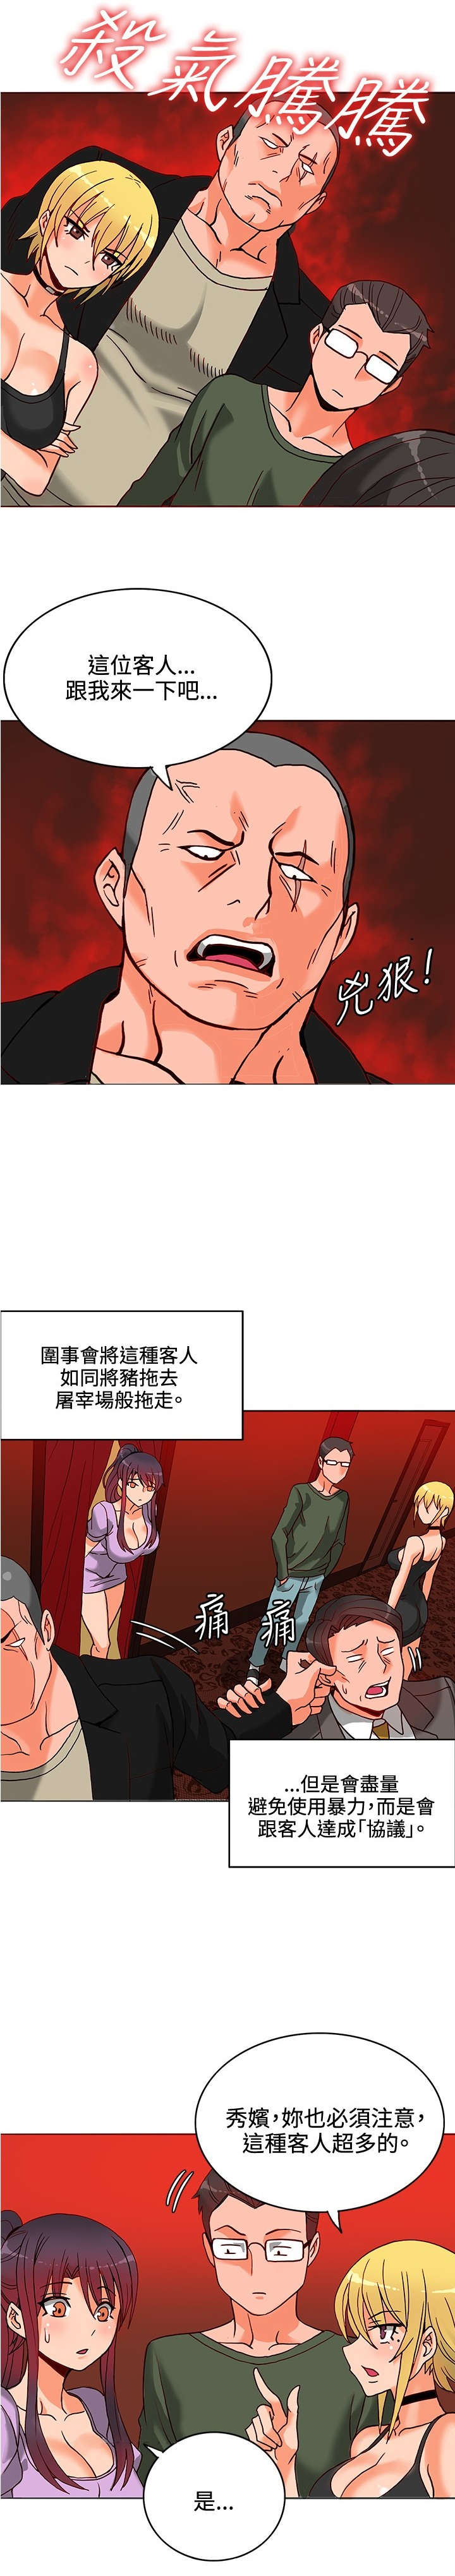 殺氣騰騰
這位客人...
跟我來一下吧...
兇狠!
圍事會將這種客人
如同將豬拖去
屠宰場般拖走。
痛 痛
...但是會盡量
避免使用暴力,而是會
跟客人達成「協議」。
秀嬪,妳也必須注意,
這種客人超多的。
是...